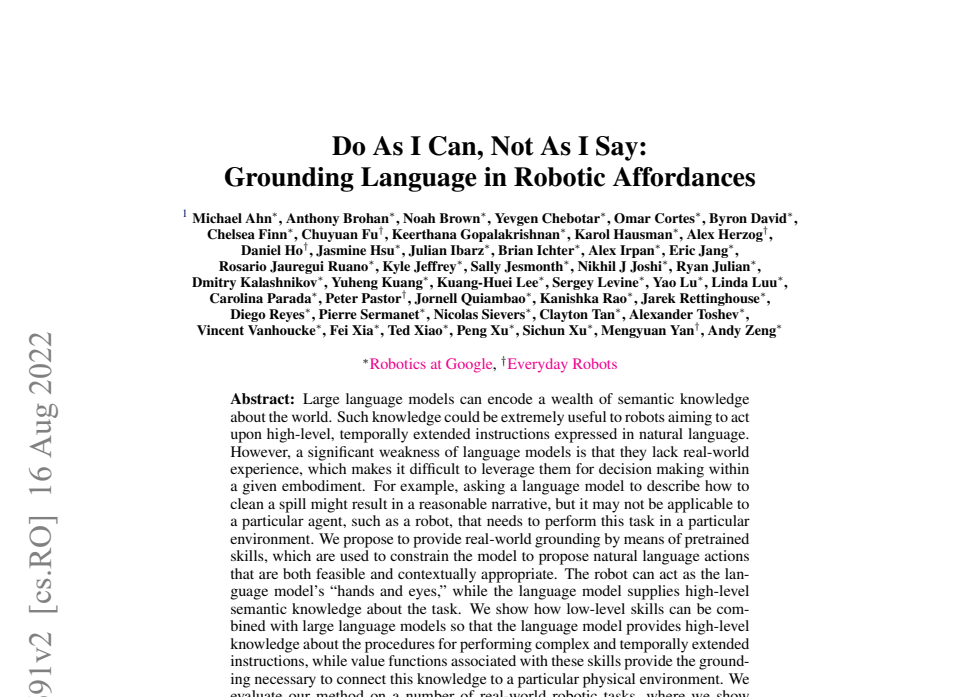 Do As I Can, Not As I Say:
Grounding Language in Robotic Affordances
¹ Michael Ahn*, Anthony Brohan*, Noah Brown*, Yevgen Chebotar*, Omar Cortes*, Byron David*,
Chelsea Finn*, Chuyuan Fu†, Keerthana Gopalakrishnan*, Karol Hausman*, Alex Herzog†,
Daniel Ho†, Jasmine Hsu*, Julian Ibarz*, Brian Ichter*, Alex Irpan*, Eric Jang*,
Rosario Jauregui Ruano*, Kyle Jeffrey*, Sally Jesmonth*, Nikhil J Joshi*, Ryan Julian*,
Dmitry Kalashnikov*, Yuheng Kuang*, Kuang-Huei Lee*, Sergey Levine*, Yao Lu*, Linda Luu*,
Carolina Parada*, Peter Pastor†, Jornell Quiambao*, Kanishka Rao*, Jarek Rettinghouse*,
Diego Reyes*, Pierre Sermanet*, Nicolas Sievers*, Clayton Tan*, Alexander Toshev*,
Vincent Vanhoucke*, Fei Xia*, Ted Xiao*, Peng Xu*, Sichun Xu*, Mengyuan Yan†, Andy Zeng*
*Robotics at Google, †Everyday Robots
Abstract: Large language models can encode a wealth of semantic knowledge
about the world. Such knowledge could be extremely useful to robots aiming to act
upon high-level, temporally extended instructions expressed in natural language.
However, a significant weakness of language models is that they lack real-world
experience, which makes it difficult to leverage them for decision making within
a given embodiment. For example, asking a language model to describe how to
clean a spill might result in a reasonable narrative, but it may not be applicable to
a particular agent, such as a robot, that needs to perform this task in a particular
environment. We propose to provide real-world grounding by means of pretrained
skills, which are used to constrain the model to propose natural language actions
that are both feasible and contextually appropriate. The robot can act as the lan-
guage model's “hands and eyes,” while the language model supplies high-level
semantic knowledge about the task. We show how low-level skills can be com-
bined with large language models so that the language model provides high-level
knowledge about the procedures for performing complex and temporally extended
instructions, while value functions associated with these skills provide the ground-
ing necessary to connect this knowledge to a particular physical environment. We
evaluate our method on a number of real-world robotic tasks, where we show
91v2 [cs.RO] 16 Aug 2022